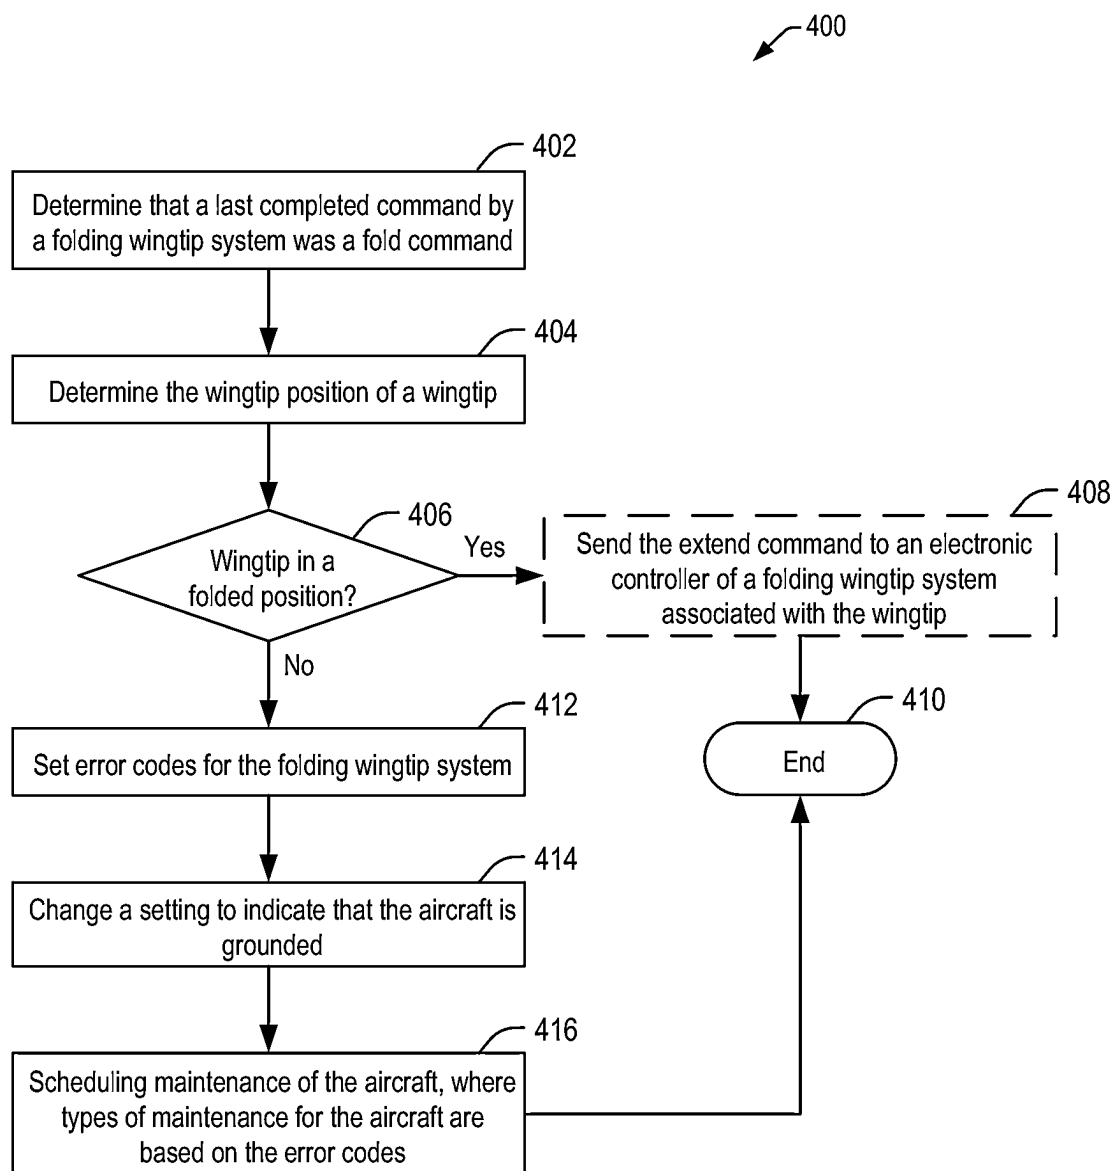 400
402
Determine that a last completed command by
a folding wingtip system was a fold command
404
Determine the wingtip position of a wingtip
406
Wingtip in a
folded position?
Yes
408
Send the extend command to an electronic
controller of a folding wingtip system
associated with the wingtip
No
410
End
412
Set error codes for the folding wingtip system
414
Change a setting to indicate that the aircraft is
grounded
416
Scheduling maintenance of the aircraft, where
types of maintenance for the aircraft are
based on the error codes